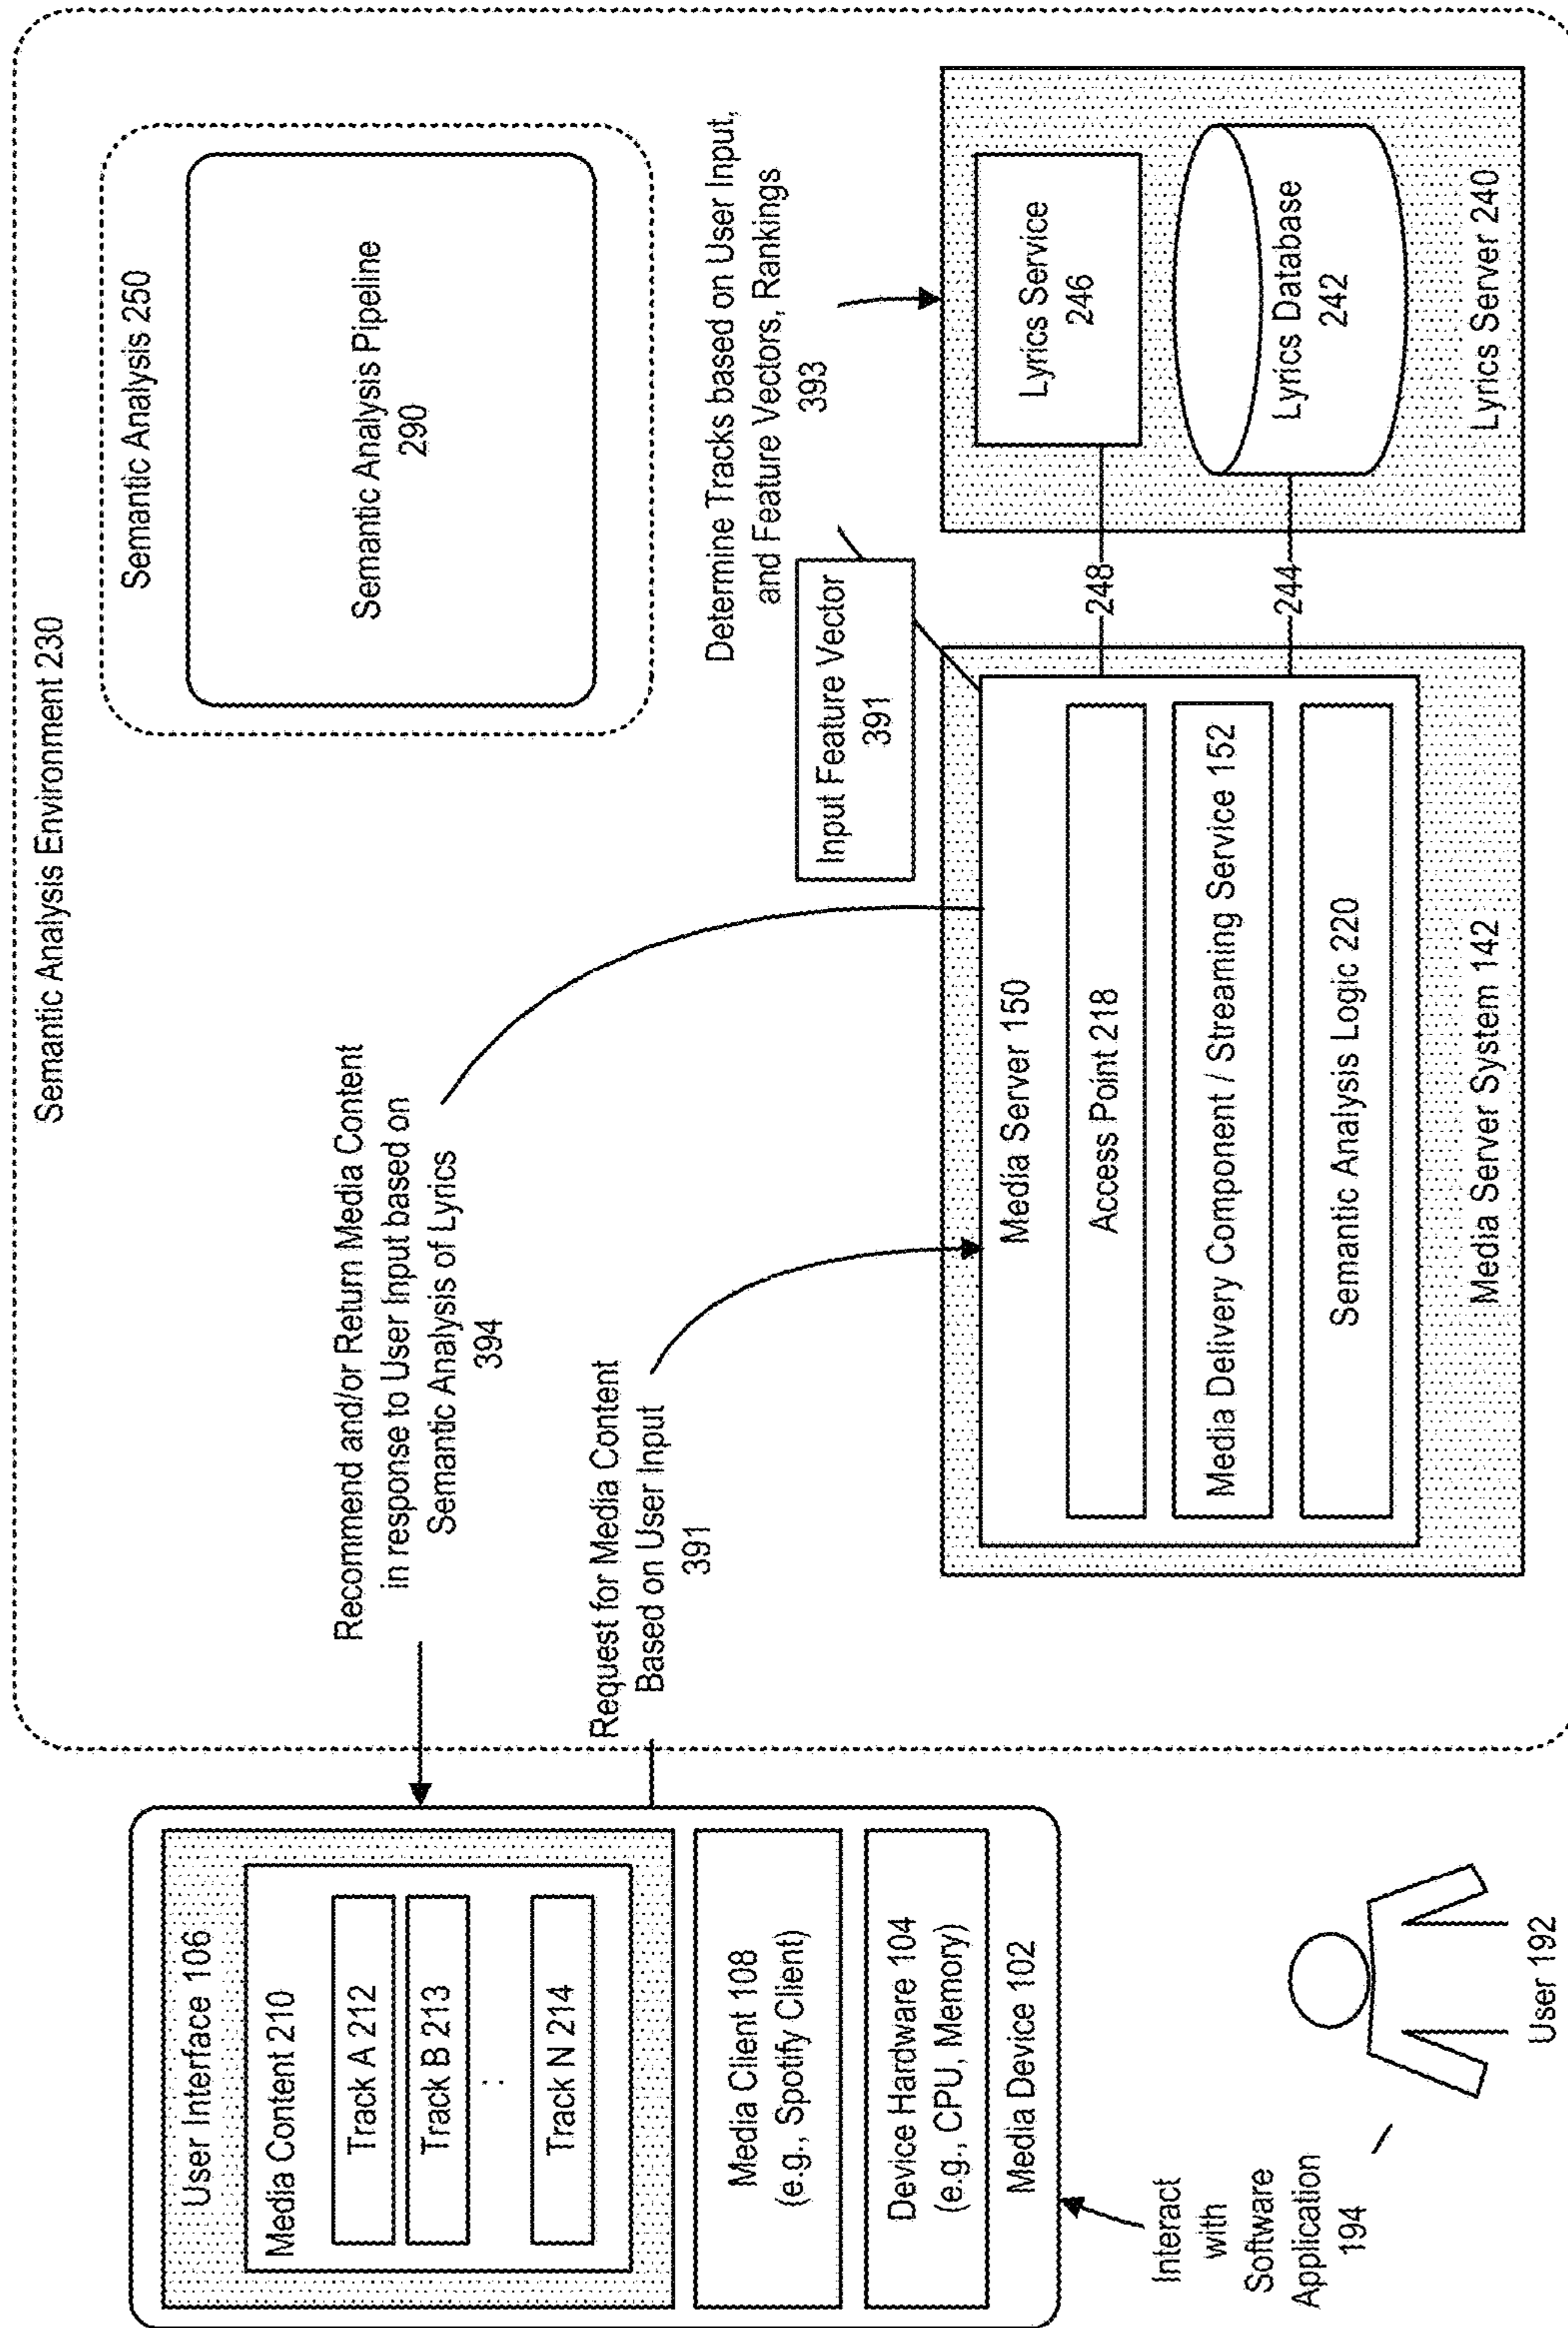 Semantic Analysis Environment 230
Semantic Analysis 250
Semantic Analysis Pipeline
290
User Interface 106
Media Content 210
Track A 212
Track B 213
:
Track N 214
Media Client 108
(e.g., Spotify Client)
Device Hardware 104
(e.g., CPU, Memory)
Media Device 102
Interact
with
Software
Application
194
User 192
Recommend and/or Return Media Content
in response to User Input based on
Semantic Analysis of Lyrics
394
Request for Media Content
Based on User Input
391
Input Feature Vector
391
Determine Tracks based on User Input,
and Feature Vectors, Rankings
393
Media Server 150
Access Point 218
Media Delivery Component / Streaming Service 152
Semantic Analysis Logic 220
Media Server System 142
248
244
Lyrics Service
246
Lyrics Database
242
Lyrics Server 240